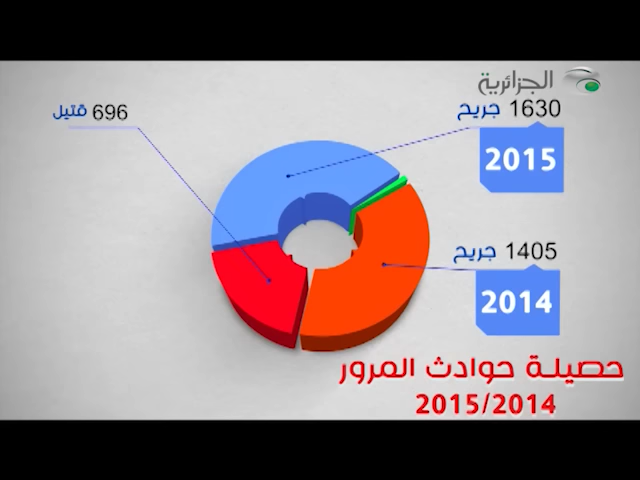 الجزائرية
1630 جريح
696 قتيل
2015
1405 جريح
2014
حصيلة حوادث المرور
2015/2014